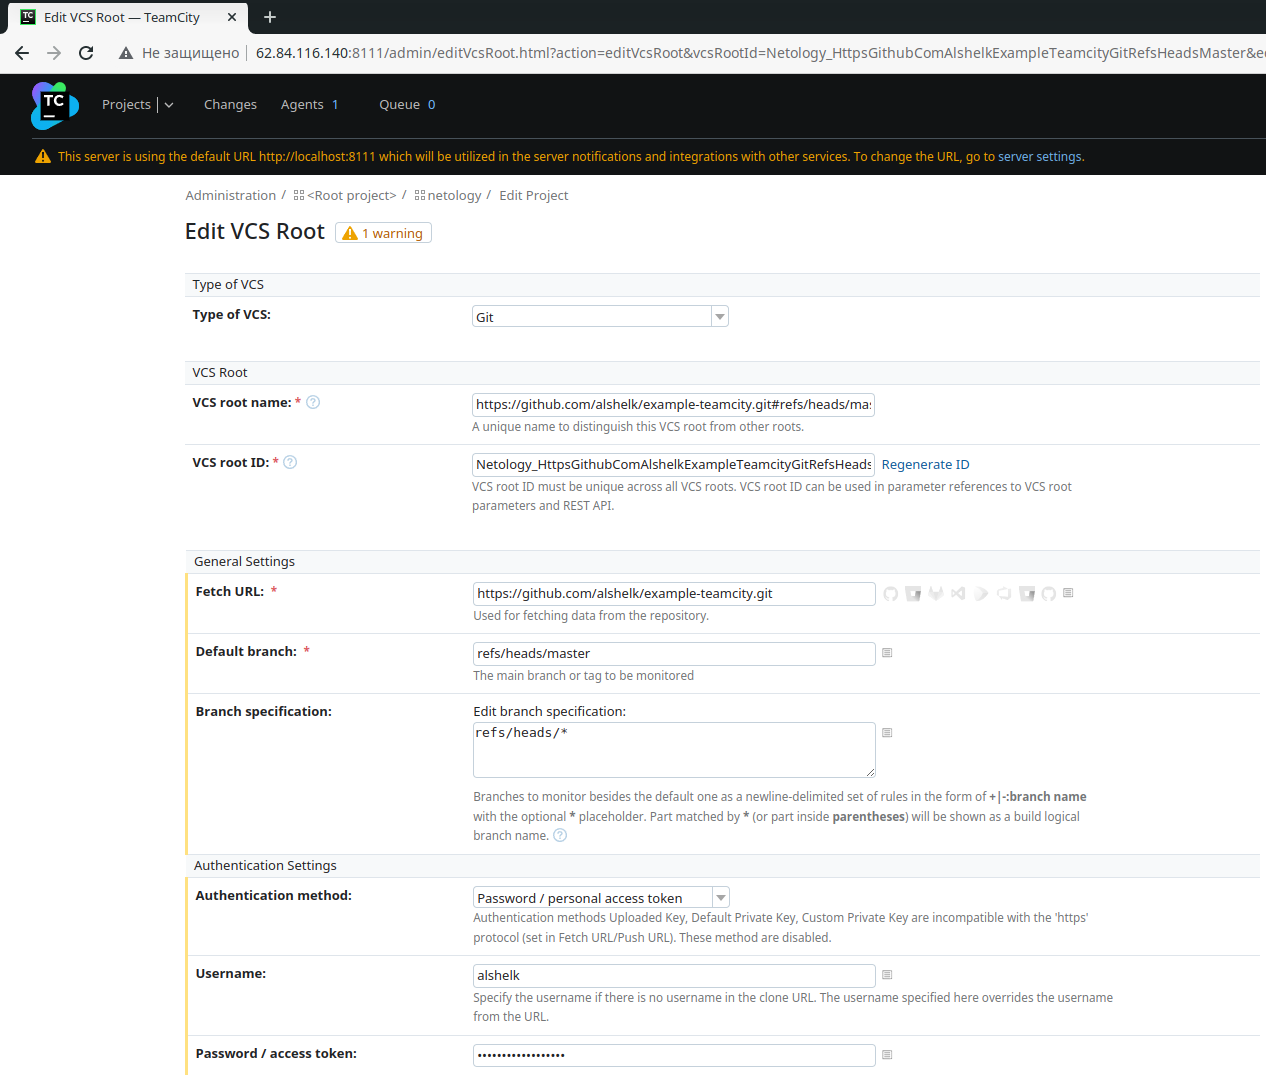 Edit VCS Root — TeamCity
Не защищено 62.84.116.140:8111/admin/editVcsRoot.html?action=editVcsRoot&vcsRootId=Netology_HttpsGithubComAlshelkExampleTeamcityGitRefsHeadsMaster&e
TC Projects Changes Agents 1 Queue 0
This server is using the default URL http://localhost:8111 which will be utilized in the server notifications and integrations with other services. To change the URL, go to server settings.
Administration / <Root project> / netology / Edit Project
Edit VCS Root 1 warning
Type of VCS
Type of VCS: Git
VCS Root
VCS root name: * ? https://github.com/alshelk/example-teamcity.git#refs/heads/ma
A unique name to distinguish this VCS root from other roots.
VCS root ID: * ? Netology_HttpsGithubComAlshelkExampleTeamcityGitRefsHeads Regenerate ID
VCS root ID must be unique across all VCS roots. VCS root ID can be used in parameter references to VCS root
parameters and REST API.
General Settings
Fetch URL: * https://github.com/alshelk/example-teamcity.git
Used for fetching data from the repository.
Default branch: * refs/heads/master
The main branch or tag to be monitored
Branch specification: Edit branch specification:
refs/heads/*
Branches to monitor besides the default one as a newline-delimited set of rules in the form of +|-:branch name
with the optional * placeholder. Part matched by * (or part inside parentheses) will be shown as a build logical
branch name. ?
Authentication Settings
Authentication method: Password / personal access token
Authentication methods Uploaded Key, Default Private Key, Custom Private Key are incompatible with the 'https'
protocol (set in Fetch URL/Push URL). These method are disabled.
Username: alshelk
Specify the username if there is no username in the clone URL. The username specified here overrides the username
from the URL.
Password / access token: ••••••••••••••••••